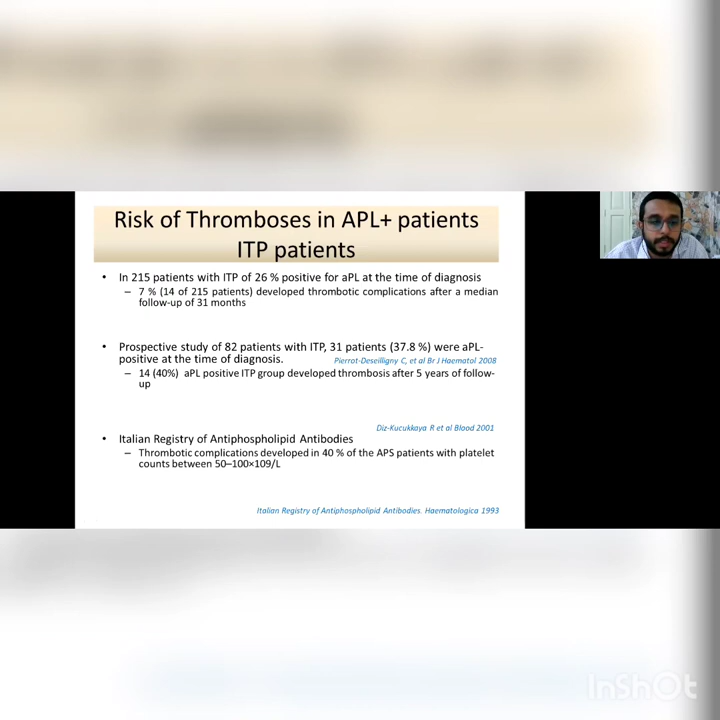 Risk of Thromboses in APL+ patients
ITP patients
• In 215 patients with ITP of 26 % positive for aPL at the time of diagnosis
– 7 % (14 of 215 patients) developed thrombotic complications after a median
follow-up of 31 months
• Prospective study of 82 patients with ITP, 31 patients (37.8 %) were aPL-
positive at the time of diagnosis.
Pierrot-Deseilligny C, et al Br J Haematol 2008
– 14 (40%) aPL positive ITP group developed thrombosis after 5 years of follow-
up
Diz-Kucukkaya R et al Blood 2001
• Italian Registry of Antiphospholipid Antibodies
– Thrombotic complications developed in 40 % of the APS patients with platelet
counts between 50–100×109/L
Italian Registry of Antiphospholipid Antibodies. Haematologica 1993
InShOt